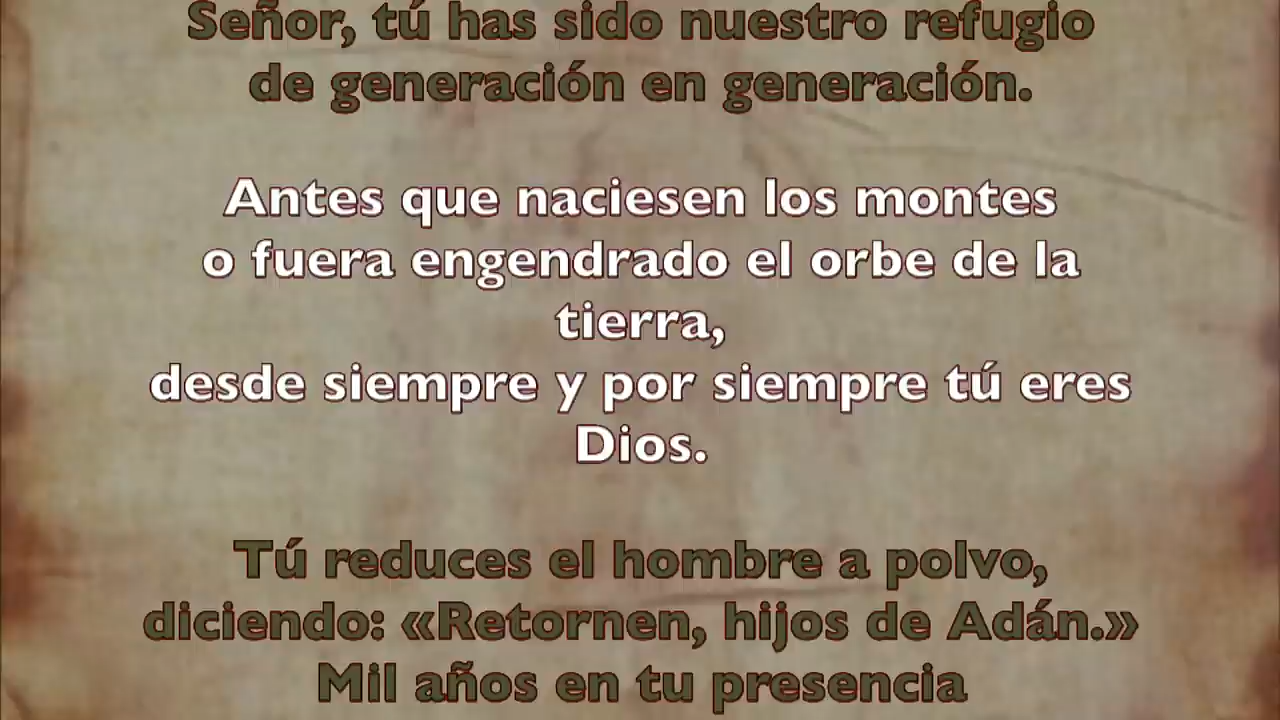 Señor, tú has sido nuestro refugio
de generación en generación.
Antes que naciesen los montes
o fuera engendrado el orbe de la
tierra,
desde siempre y por siempre tú eres
Dios.
Tú reduces el hombre a polvo,
diciendo: «Retornen, hijos de Adán.»
Mil años en tu presencia